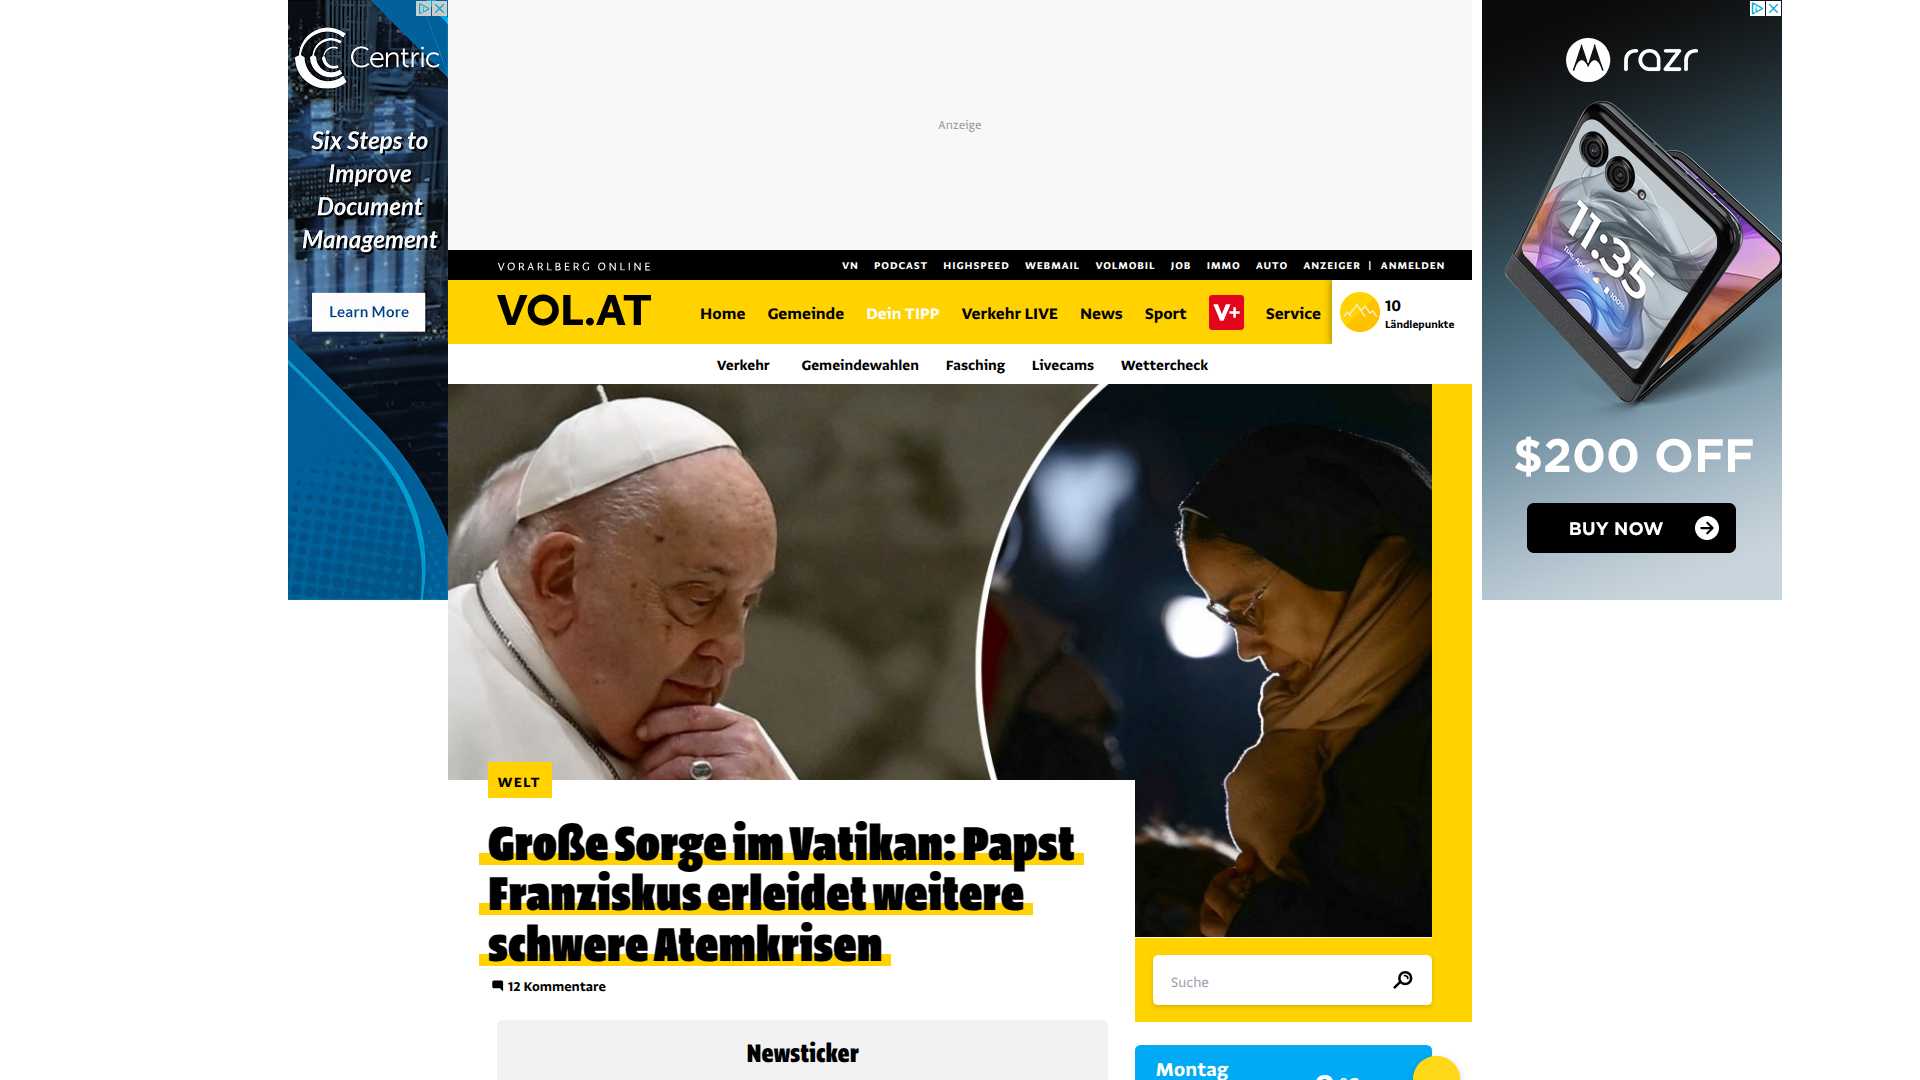 Centric
Six Steps to
Improve
Document
Management
Learn More
Anzeige
razr
11:35
$200 OFF
BUY NOW
VORARLBERG ONLINE
VN PODCAST HIGHSPEED WEBMAIL VOLMOBIL JOB IMMO AUTO ANZEIGER | ANMELDEN
VOL.AT
Home Gemeinde Dein TIPP Verkehr LIVE News Sport V+ Service
10
Ländlepunkte
Verkehr Gemeindewahlen Fasching Livecams Wettercheck
WELT
Große Sorge im Vatikan: Papst
Franziskus erleidet weitere
schwere Atemkrisen
12 Kommentare
Suche
Newsticker
Montag